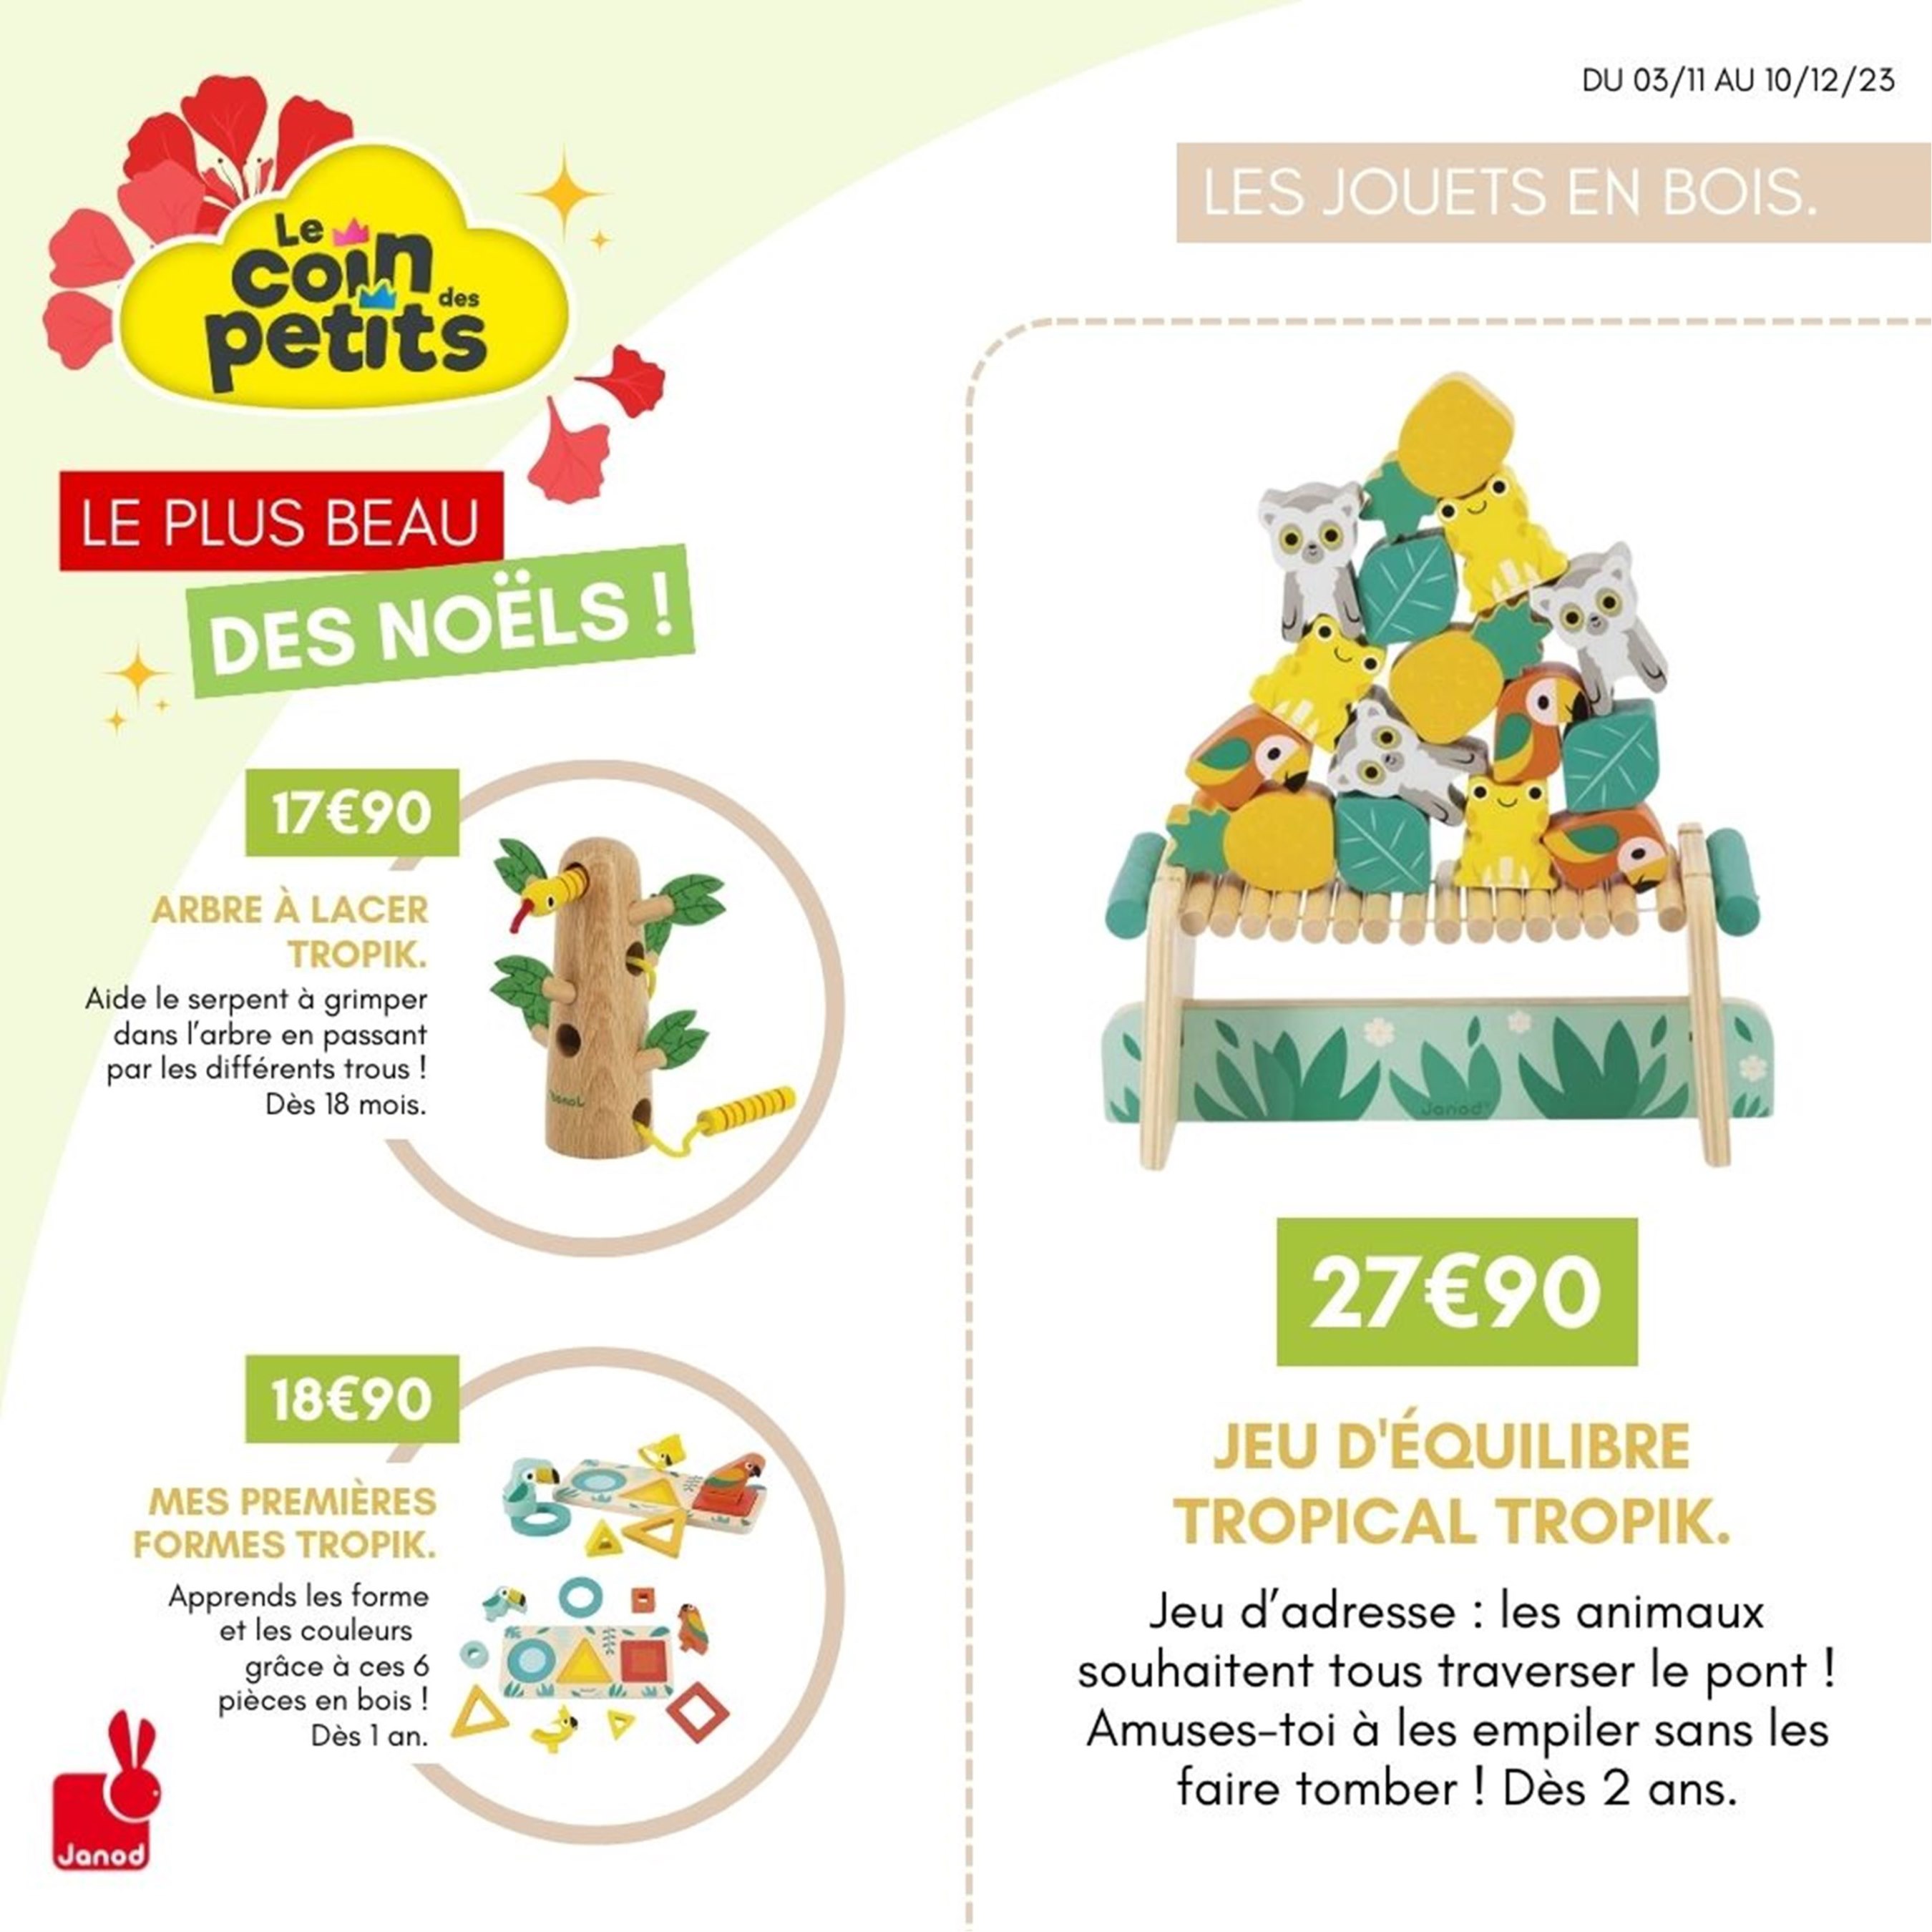 DU 03/11 AU 10/12/23
LES JOUETS EN BOIS.
Le
coin
des
petits
LE PLUS BEAU
DES NOËLS !
17€90
ARBRE À LACER
TROPIK.
Aide le serpent à grimper
dans l'arbre en passant
par les différents trous !
Dès 18 mois.
Janod
18€90
MES PREMIÈRES
FORMES TROPIK.
Apprends les forme
et les couleurs
grâce à ces 6
pièces en bois !
Dès 1 an.
Janod
Janod
27€90
JEU D'ÉQUILIBRE
TROPICAL TROPIK.
Jeu d'adresse : les animaux
souhaitent tous traverser le pont !
Amuses-toi à les empiler sans les
faire tomber ! Dès 2 ans.